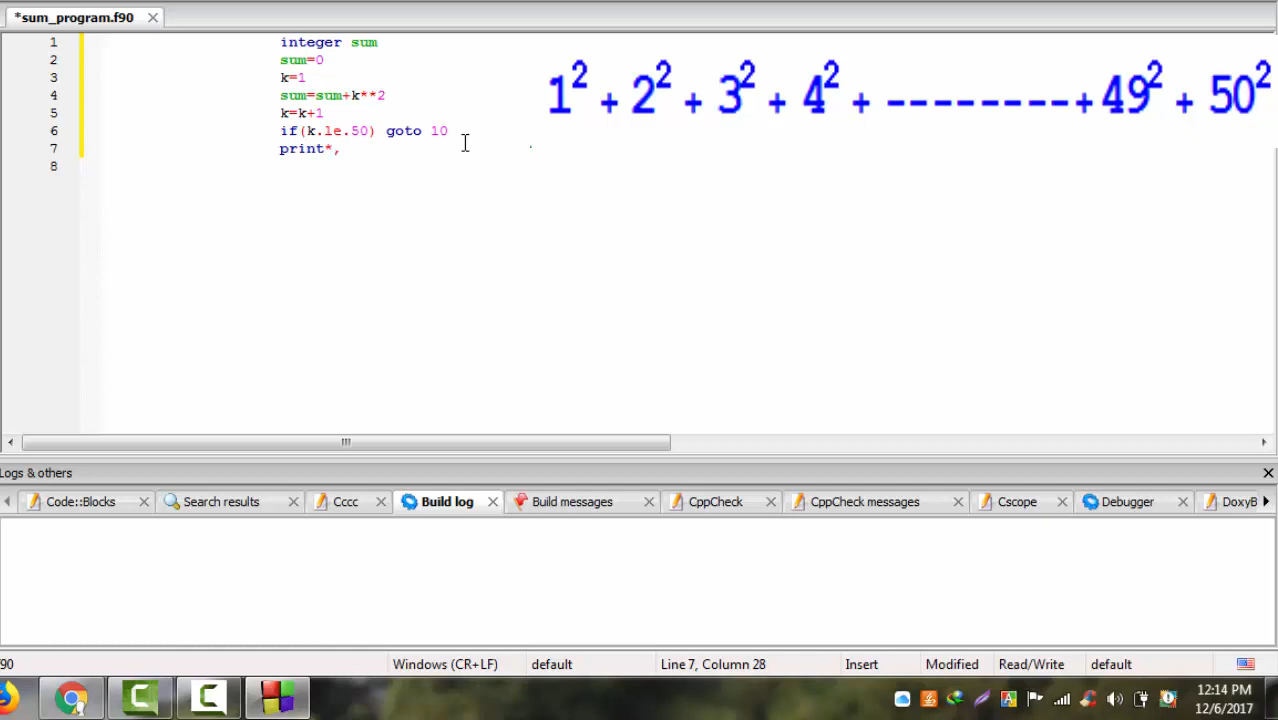 *sum_program.f90
1 integer sum
2 sum=0
3 k=1
4 sum=sum+k**2
5 k=k+1
6 if(k.le.50) goto 10
7 print*,
8
1² + 2² + 3² + 4² + --------+ 49² + 50²
Logs & others
Code::Blocks Search results Cccc Build log Build messages CppCheck CppCheck messages Cscope Debugger DoxyB
f90 Windows (CR+LF) default Line 7, Column 28 Insert Modified Read/Write default
12:14 PM
12/6/2017